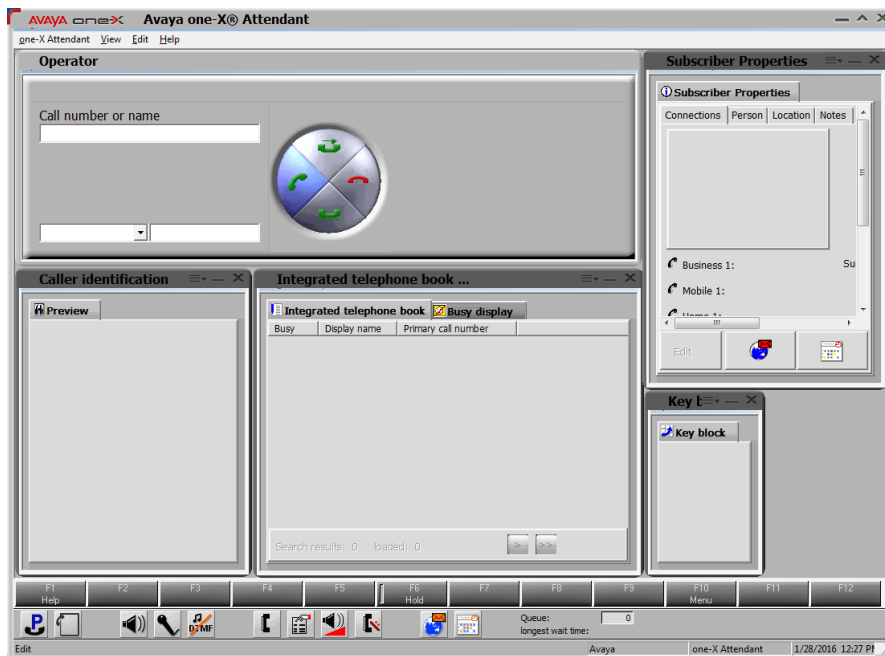 AVAYA one-X Avaya one-X® Attendant
one-X Attendant View Edit Help
Operator
Call number or name
Subscriber Properties
Subscriber Properties
Connections Person Location Notes
Business 1: Su
Mobile 1:
Home 1:
Edit
Caller identification
Preview
Integrated telephone book ...
Integrated telephone book Busy display
Busy Display name Primary call number
Search results: 0 loaded: 0
> >>
Key b
Key block
F1 F2 F3 F4 F5 F6 F7 F8 F9 F10 F11 F12
Help Hold Menu
DTMF
Queue: 0
longest wait time:
Edit Avaya one-X Attendant 1/28/2016 12:27 PM